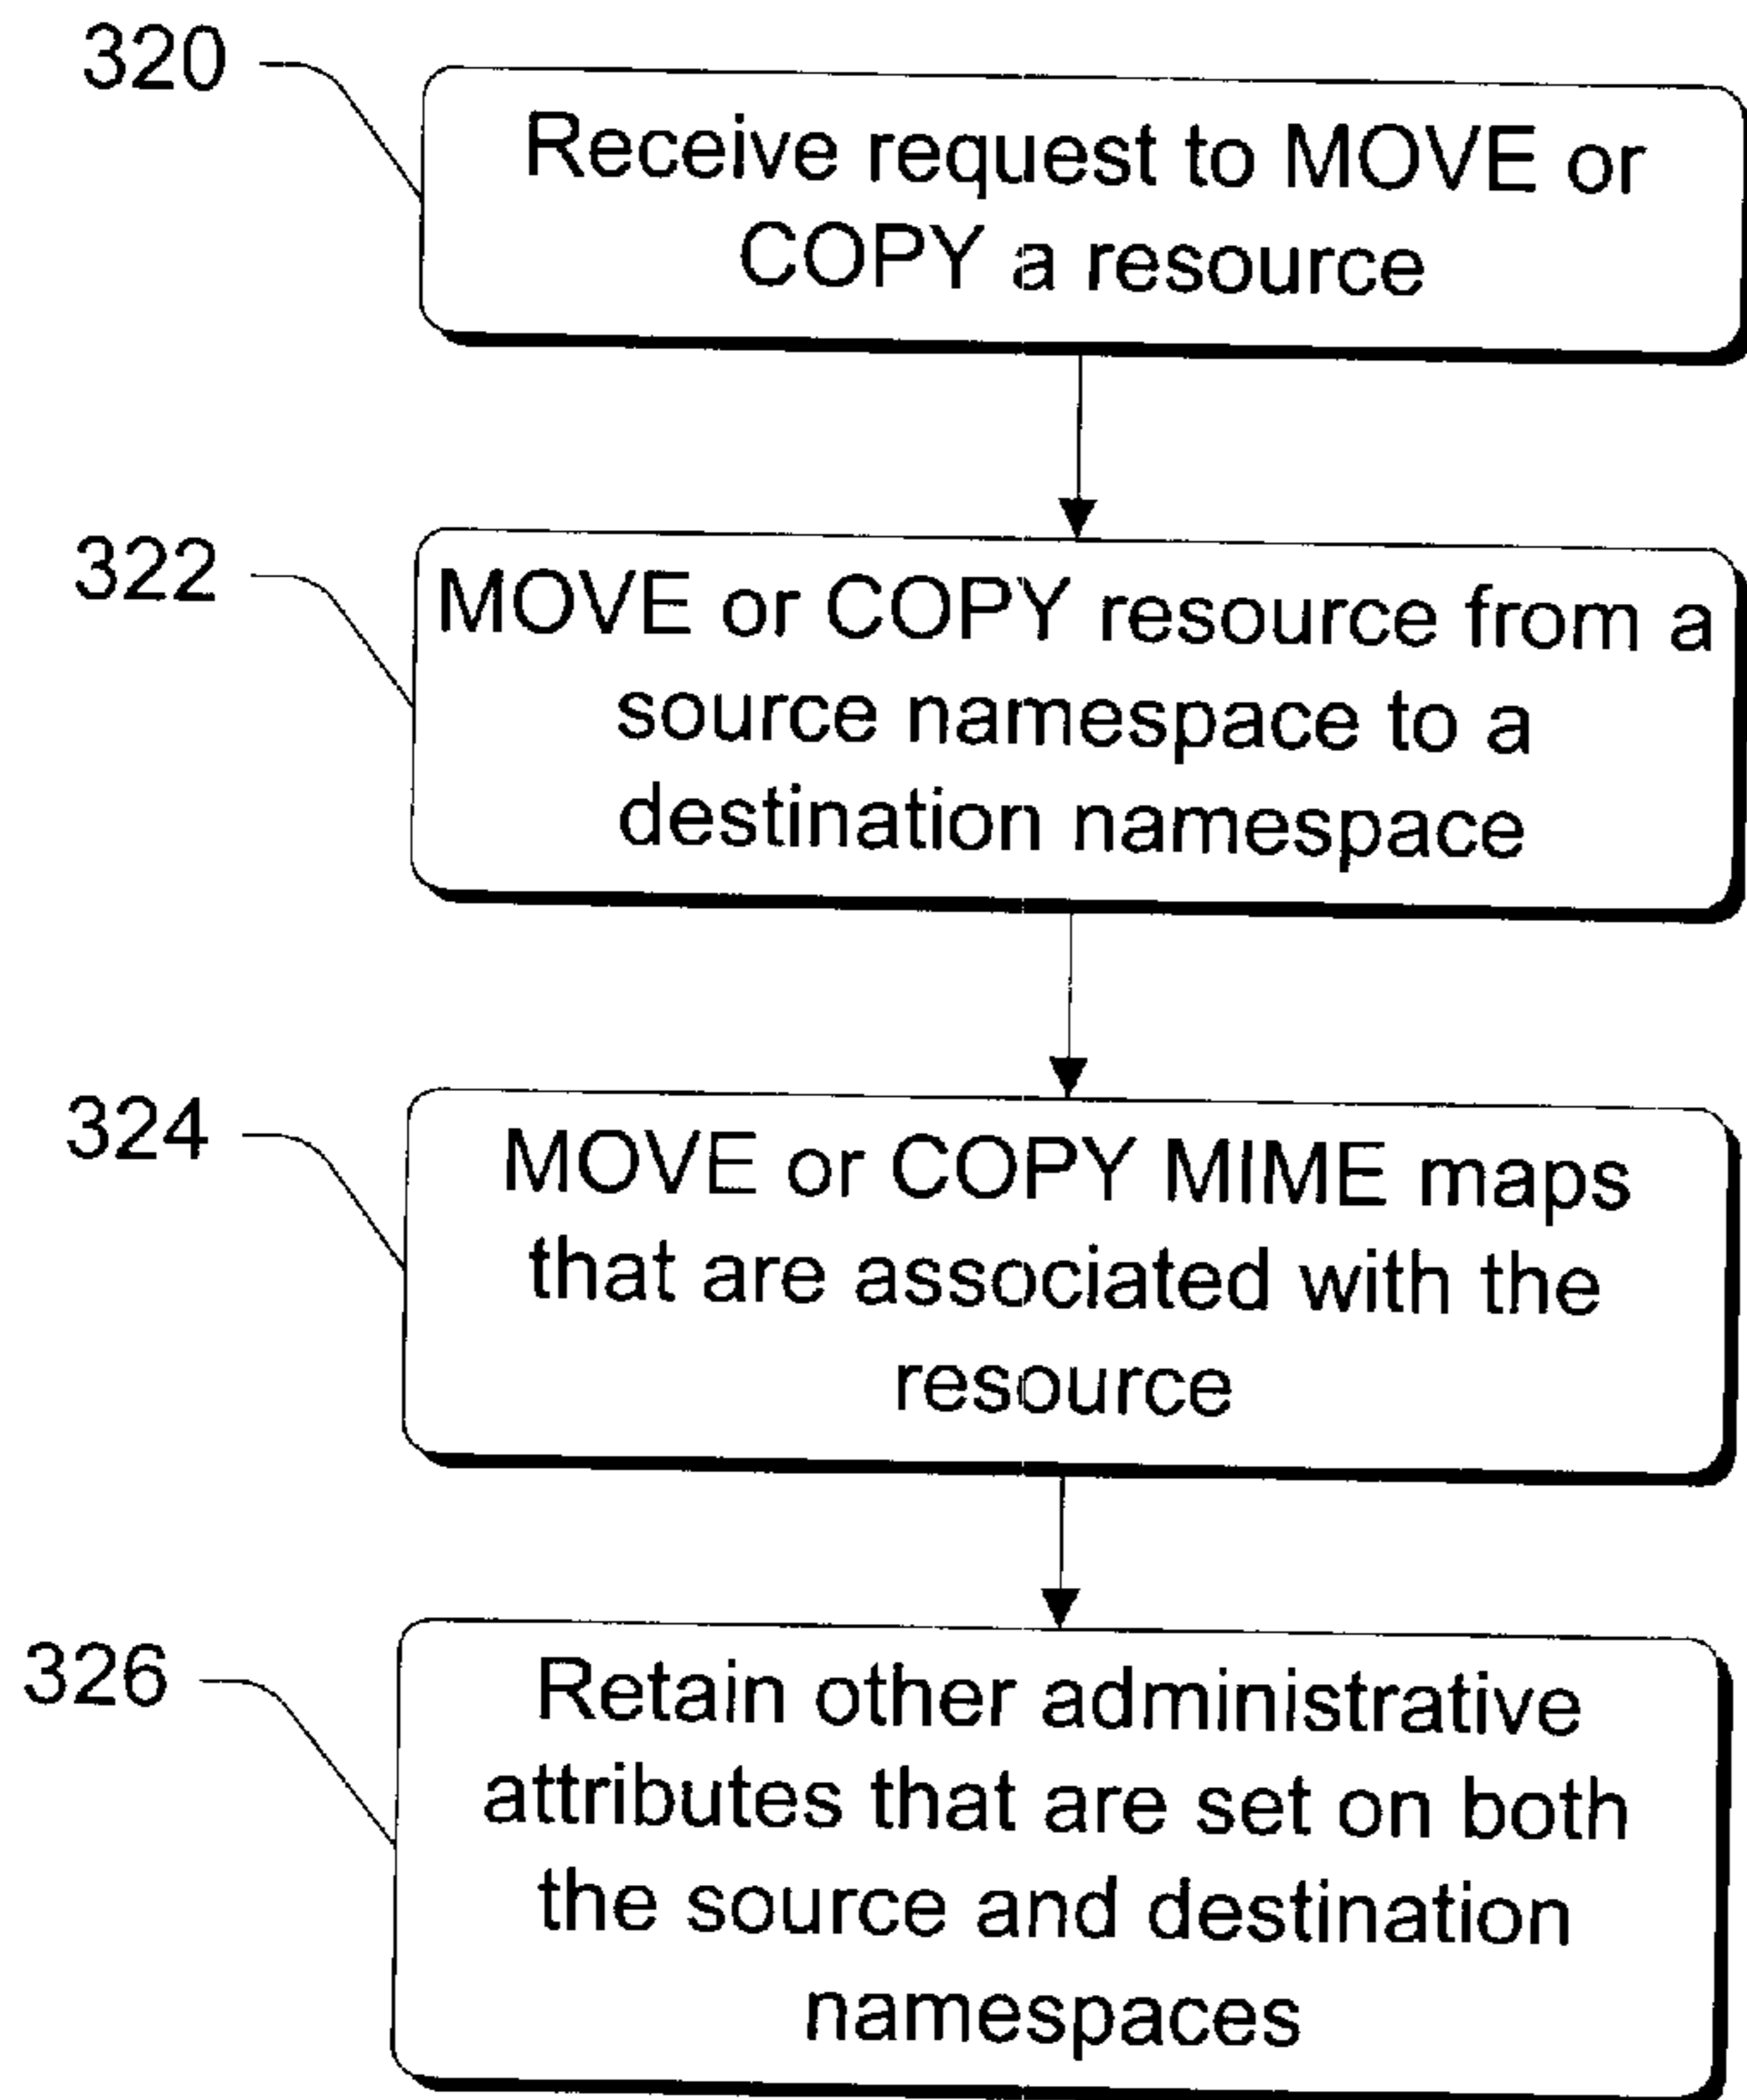 320
Receive request to MOVE or
COPY a resource
322
MOVE or COPY resource from a
source namespace to a
destination namespace
324
MOVE or COPY MIME maps
that are associated with the
resource
326
Retain other administrative
attributes that are set on both
the source and destination
namespaces